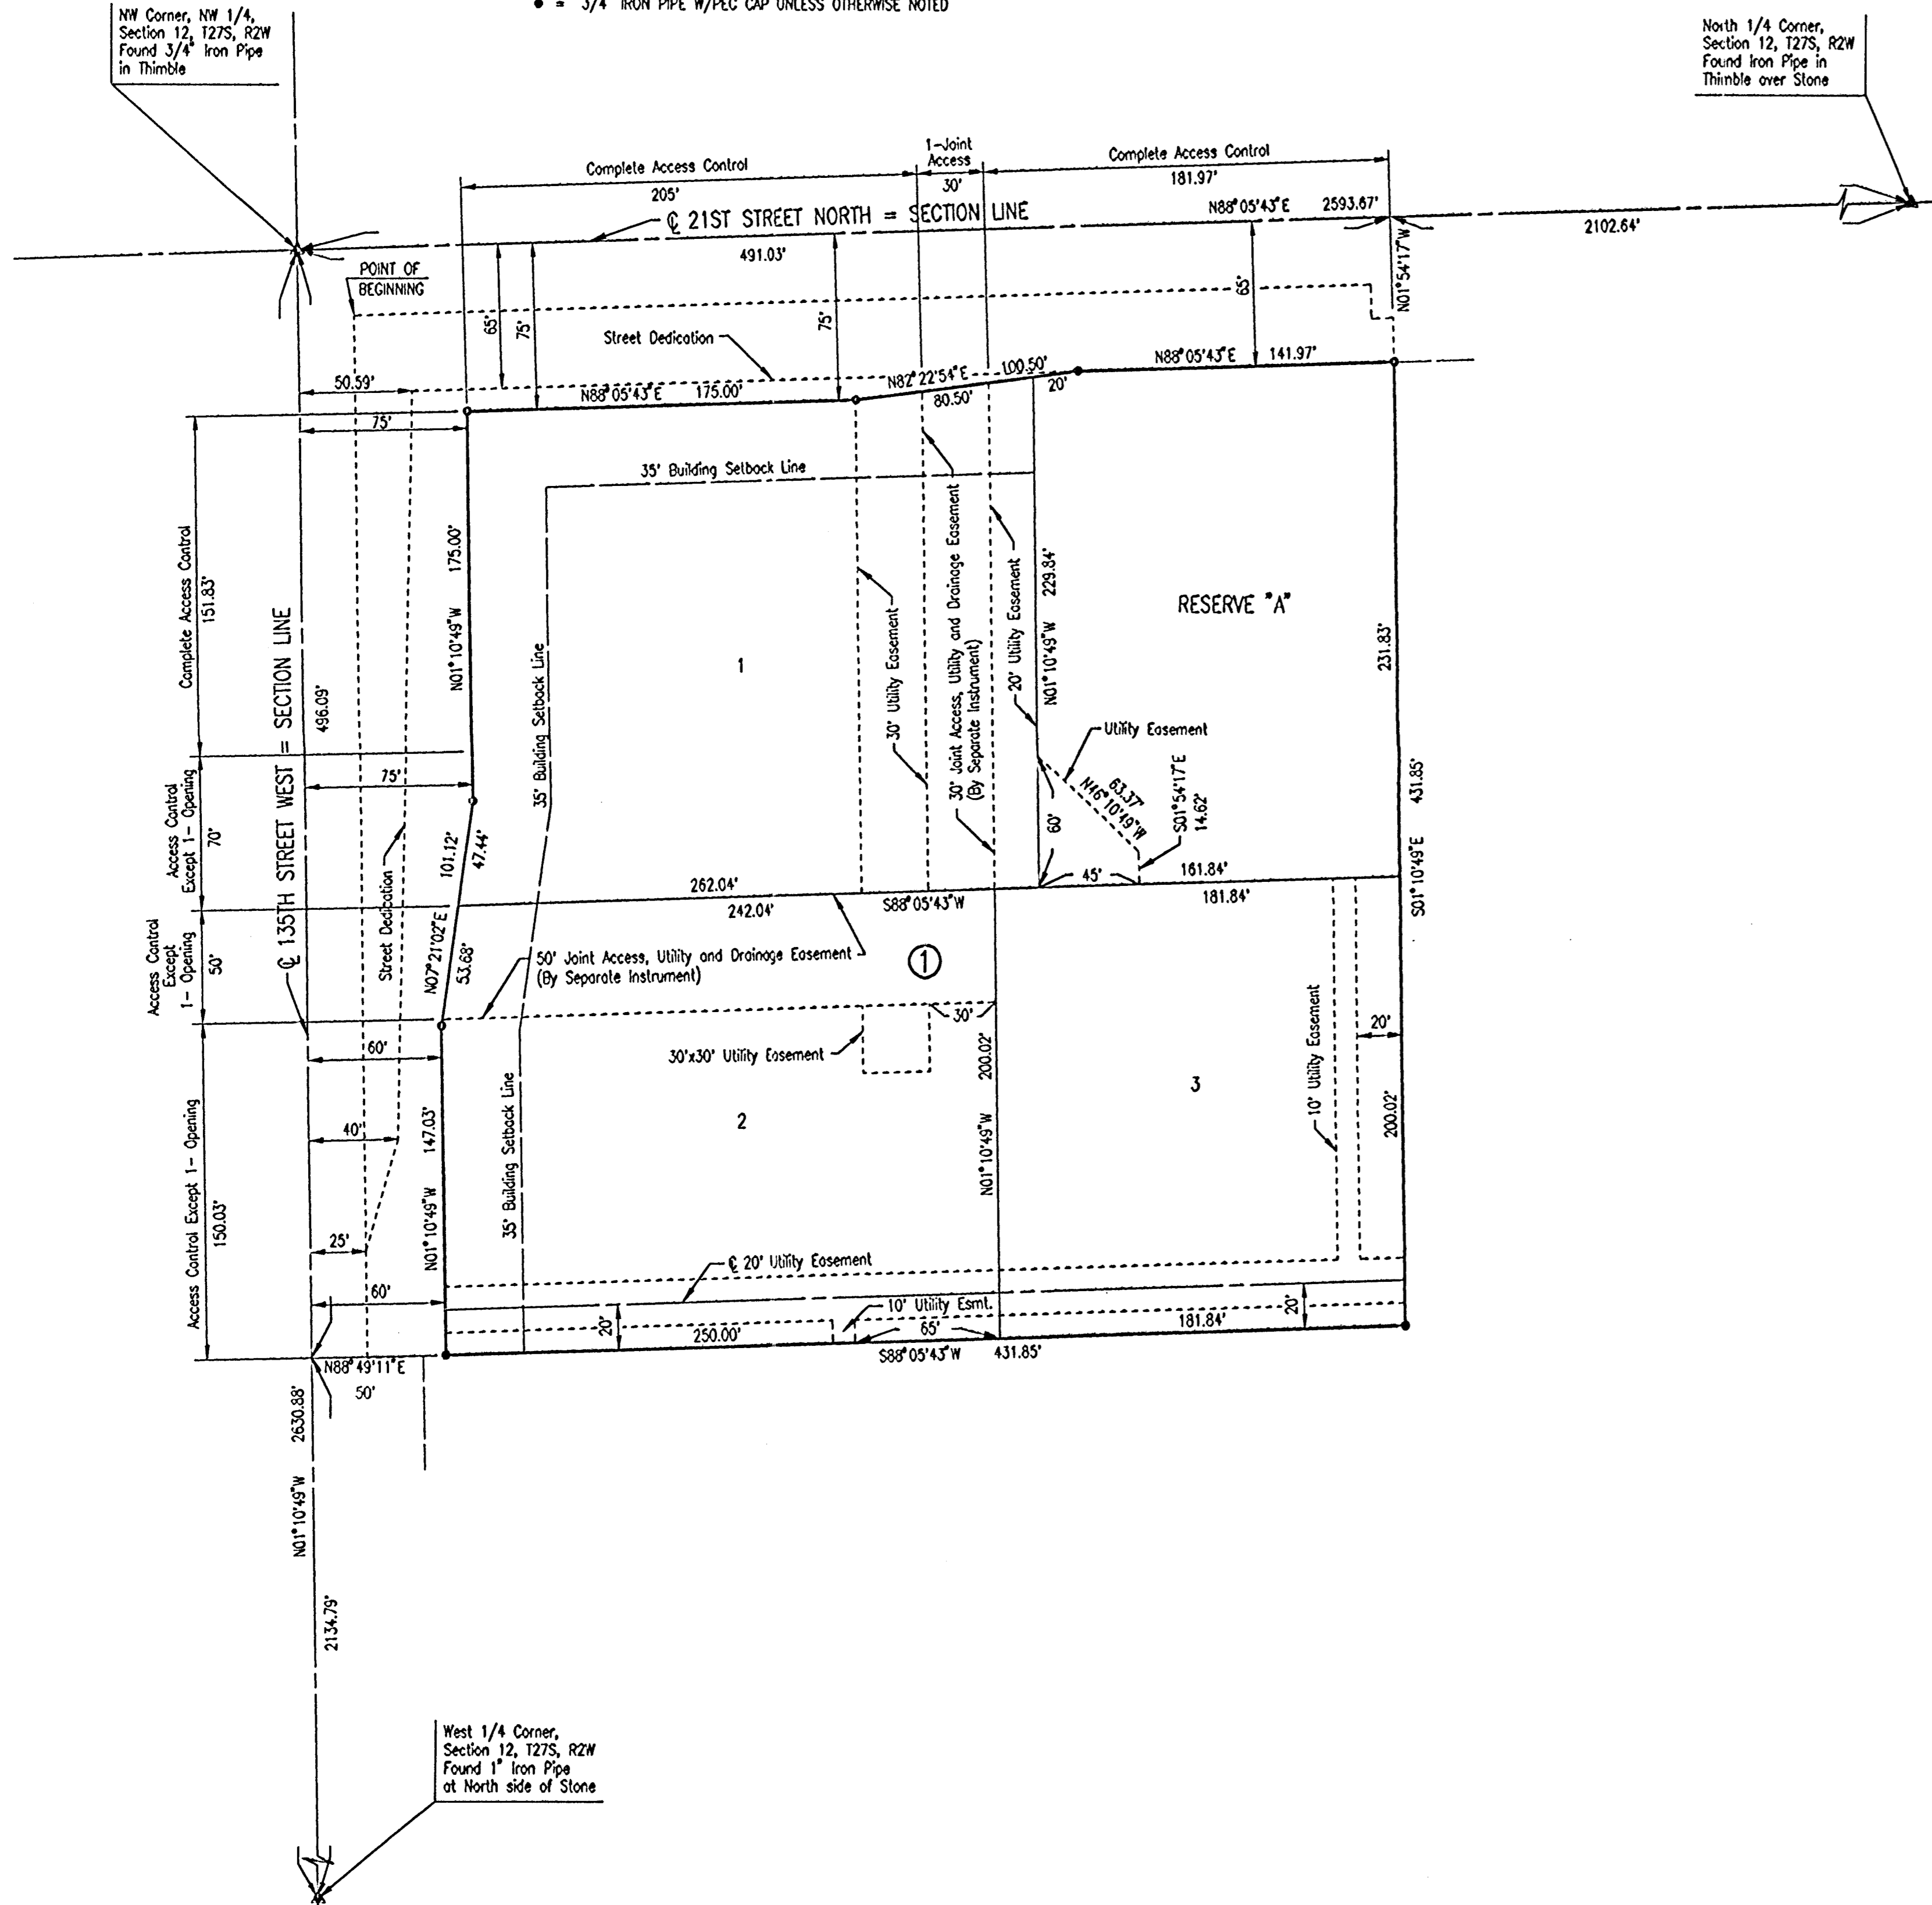 ● = 3/4" IRON PIPE W/PEC CAP UNLESS OTHERWISE NOTED
NW Corner, NW 1/4,
Section 12, T27S, R2W
Found 3/4" Iron Pipe
in Thimble
North 1/4 Corner,
Section 12, T27S, R2W
Found Iron Pipe in
Thimble over Stone
1-Joint
Access
30'
Complete Access Control
205'
Complete Access Control
181.97'
℄ 21ST STREET NORTH = SECTION LINE
N88°05'43"E 2593.67'
2102.64'
491.03'
N01°54'17"W
POINT OF
BEGINNING
65'
75'
75'
65'
Street Dedication
50.59'
N88°05'43"E 175.00'
N82°22'54"E 100.50'
80.50'
20'
N88°05'43"E 141.97'
75'
35' Building Setback Line
Complete Access Control
151.83'
N01°10'49"W 175.00'
35' Building Setback Line
1
30' Utility Easement
30' Joint Access, Utility and Drainage Easement
(By Separate Instrument)
20' Utility Easement
N01°10'49"W 229.84'
RESERVE "A"
231.83'
℄ 135TH STREET WEST = SECTION LINE
496.09'
Utility Easement
63.37'
N46°10'49"W
S01°54'17"E
14.62'
60'
45'
161.84'
181.84'
S01°10'49"E 431.85'
75'
Access Control
Except 1- Opening
70'
101.12'
47.44'
Street Dedication
262.04'
242.04'
S88°05'43"W
Access Control
Except
1- Opening
50'
N07°21'02"E
53.68'
50' Joint Access, Utility and Drainage Easement
(By Separate Instrument)
1
30'
30'x30' Utility Easement
60'
200.02'
N01°10'49"W
2
3
10' Utility Easement
20'
200.02'
Access Control Except 1- Opening
150.03'
40'
N01°10'49"W 147.03'
35' Building Setback Line
25'
℄ 20' Utility Easement
60'
20'
10' Utility Esmt.
250.00'
65'
181.84'
20'
S88°05'43"W 431.85'
N88°49'11"E
50'
N01°10'49"W 2630.88'
2134.79'
West 1/4 Corner,
Section 12, T27S, R2W
Found 1" Iron Pipe
at North side of Stone